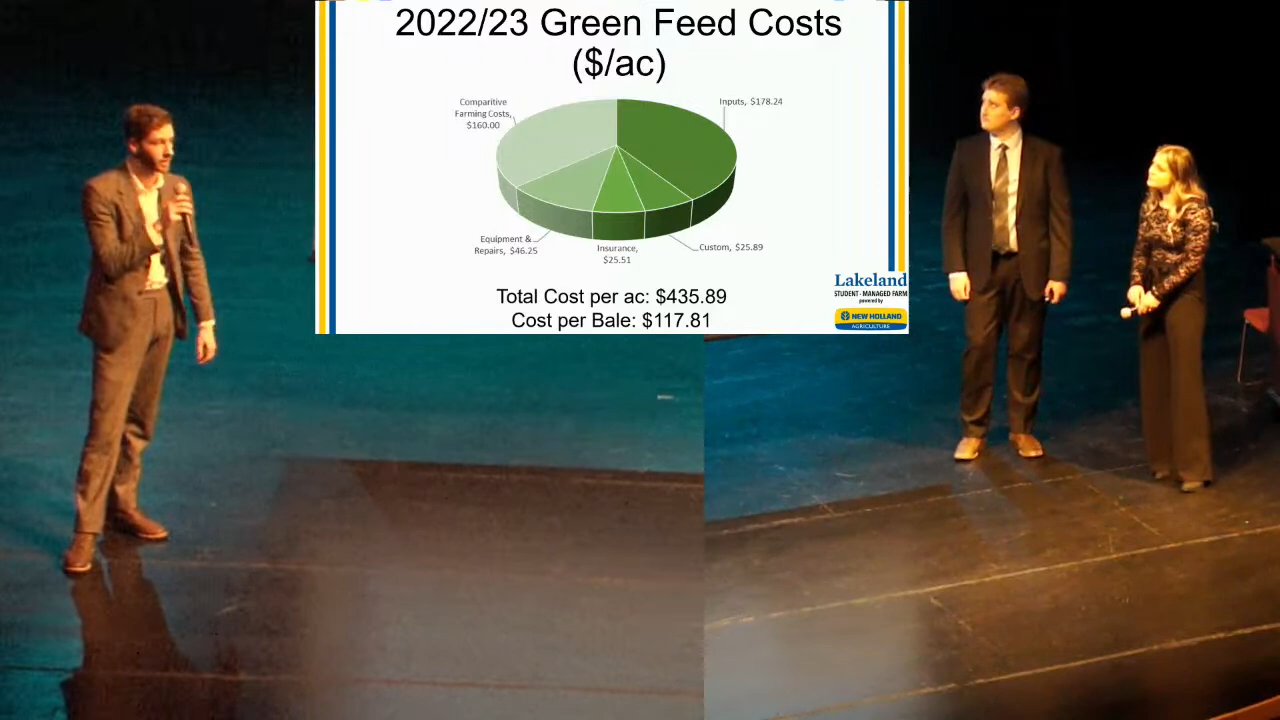 2022/23 Green Feed Costs
($/ac)
Comparitive
Farming Costs,
$160.00
Inputs, $178.24
Equipment &
Repairs, $46.25
Insurance,
$25.51
Custom, $25.89
Total Cost per ac: $435.89
Cost per Bale: $117.81
Lakeland
STUDENT-MANAGED FARM
powered by
NEW HOLLAND
AGRICULTURE